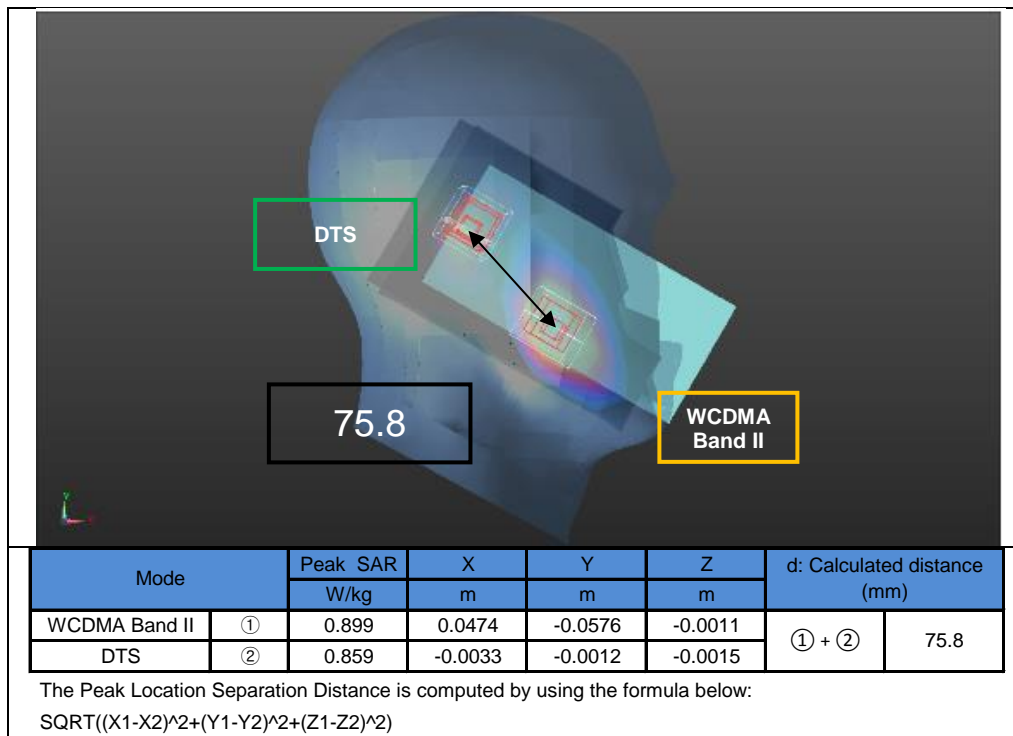 DTS
75.8
WCDMA
Band II
Mode Peak SAR X Y Z d: Calculated distance
(mm)
W/kg m m m
WCDMA Band II ① 0.899 0.0474 -0.0576 -0.0011 ① + ② 75.8
DTS ② 0.859 -0.0033 -0.0012 -0.0015
The Peak Location Separation Distance is computed by using the formula below:
SQRT((X1-X2)^2+(Y1-Y2)^2+(Z1-Z2)^2)